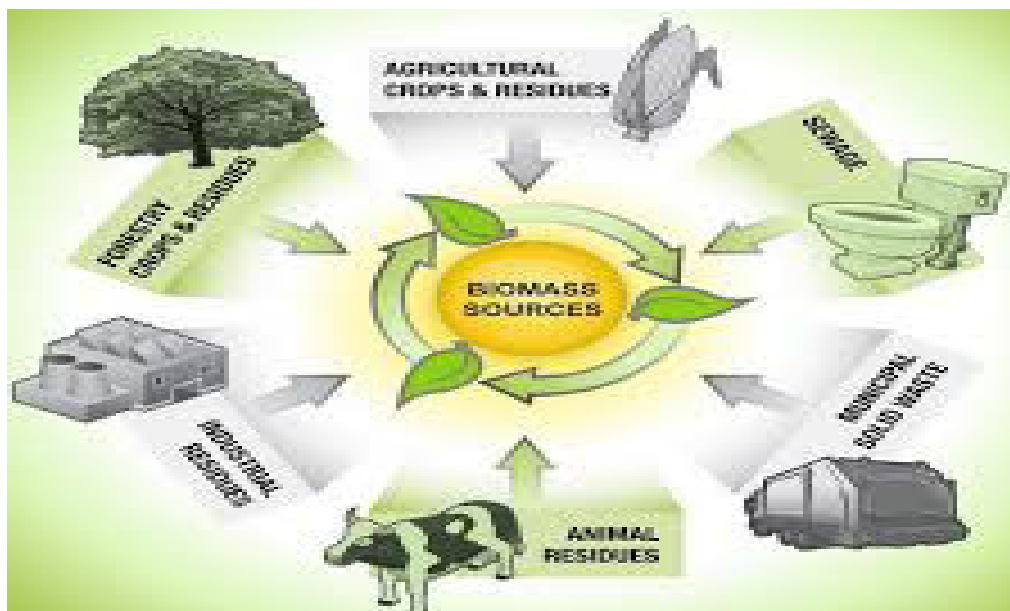 AGRICULTURAL
CROPS & RESIDUES
SEWAGE
FORESTRY
CROPS & RESIDUES
BIOMASS
SOURCES
MUNICIPAL
SOLID WASTE
INDUSTRIAL
RESIDUES
ANIMAL
RESIDUES